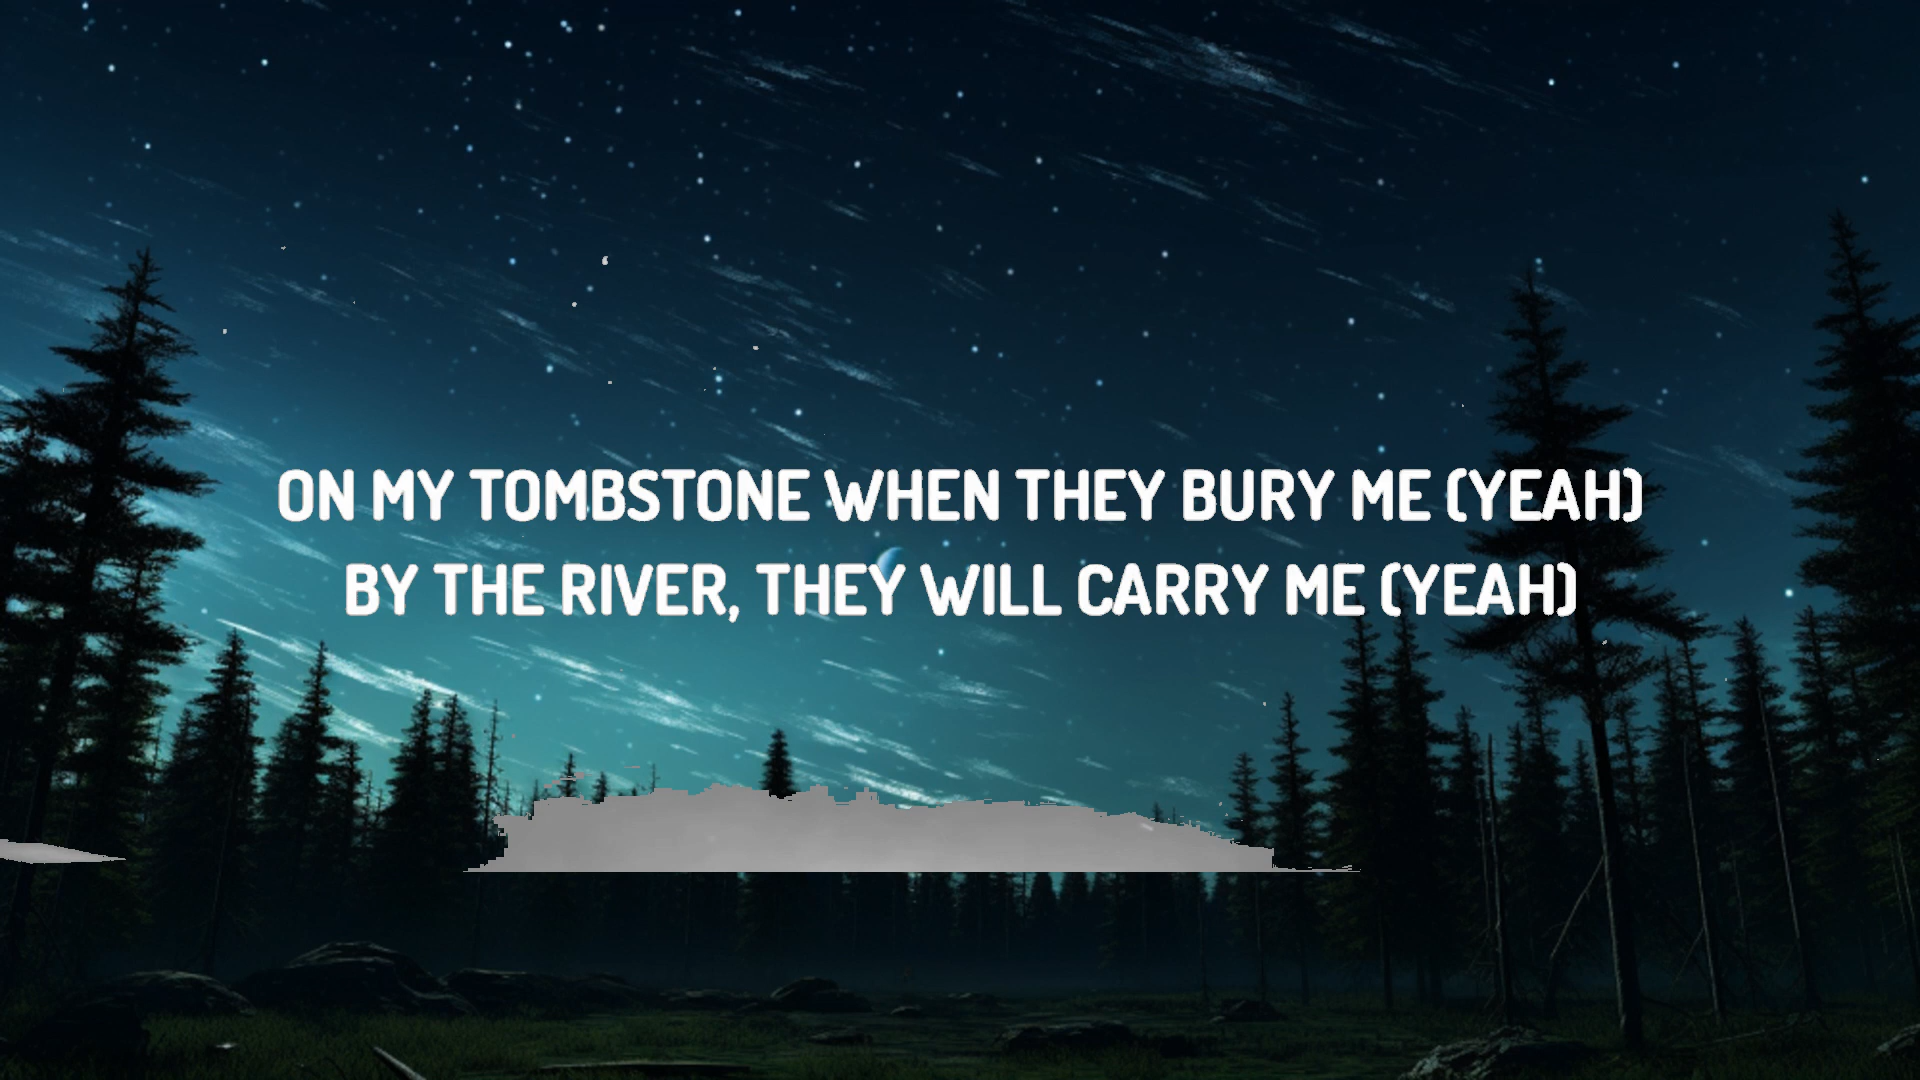 ON MY TOMBSTONE WHEN THEY BURY ME (YEAH)
BY THE RIVER, THEY WILL CARRY ME (YEAH)